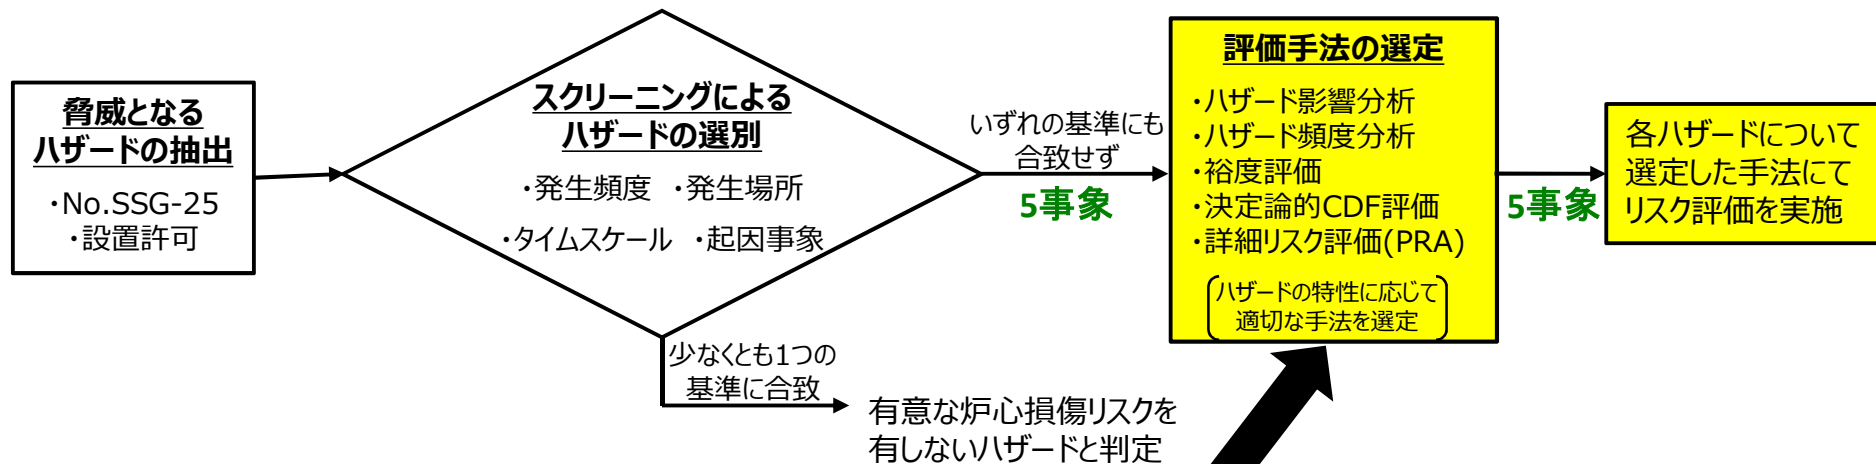 脅威となる
ハザードの抽出
・No.SSG-25
・設置許可
スクリーニングによる
ハザードの選別
・発生頻度 ・発生場所
・タイムスケール ・起因事象
いずれの基準にも
合致せず
5事象
少なくとも1つの
基準に合致
有意な炉心損傷リスクを
有しないハザードと判定
評価手法の選定
・ハザード影響分析
・ハザード頻度分析
・裕度評価
・決定論的CDF評価
・詳細リスク評価(PRA)
ハザードの特性に応じて
適切な手法を選定
5事象
各ハザードについて
選定した手法にて
リスク評価を実施